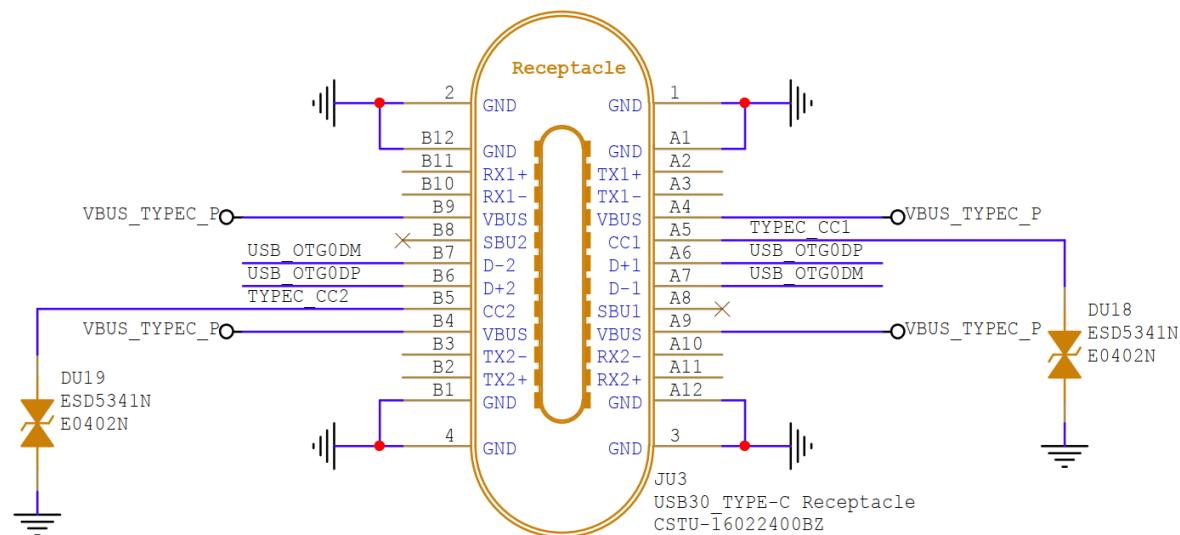 Receptacle
2 GND GND 1
B12 GND GND A1
B11 RX1+ TX1+ A2
B10 RX1- TX1- A3
VBUS_TYPEC_P B9 VBUS VBUS A4 VBUS_TYPEC_P
B8 SBU2 CC1 A5 TYPEC_CC1
USB_OTG0DM B7 D-2 D+1 A6 USB_OTG0DP
USB_OTG0DP B6 D+2 D-1 A7 USB_OTG0DM
TYPEC_CC2 B5 CC2 SBU1 A8
VBUS_TYPEC_P B4 VBUS VBUS A9 VBUS_TYPEC_P
B3 TX2- RX2- A10
B2 TX2+ RX2+ A11
B1 GND GND A12
4 GND GND 3
DU18
ESD5341N
E0402N
DU19
ESD5341N
E0402N
JU3
USB30_TYPE-C Receptacle
CSTU-16022400BZ